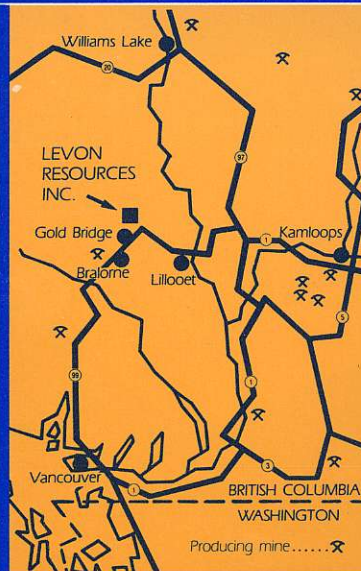 Williams Lake
20
97
LEVON
RESOURCES
INC.
Gold Bridge
Bralorne
Lillooet
1
Kamloops
5
99
1
3
Vancouver
1
BRITISH COLUMBIA
WASHINGTON
Producing mine......